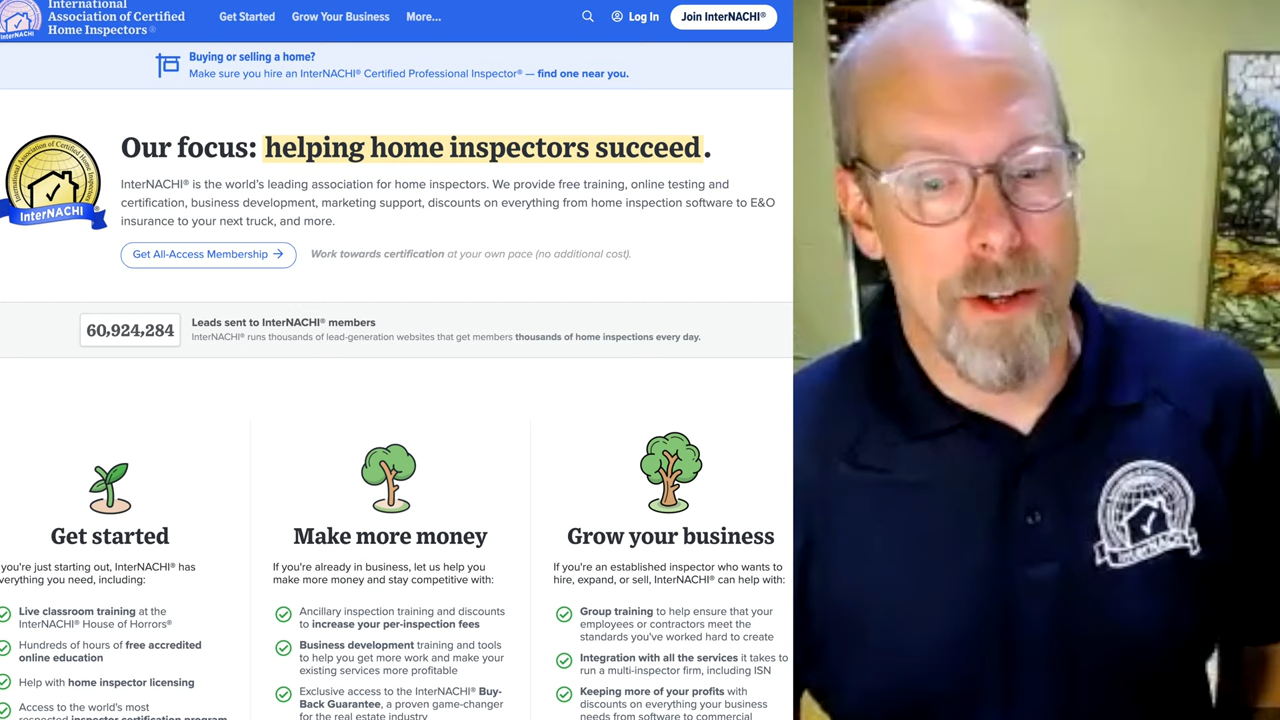 International
Association of Certified
Home Inspectors®
Get Started
Grow Your Business
More...
Log In
Join InterNACHI®
Buying or selling a home?
Make sure you hire an InterNACHI® Certified Professional Inspector® — find one near you.
Our focus: helping home inspectors succeed.
InterNACHI® is the world's leading association for home inspectors. We provide free training, online testing and
certification, business development, marketing support, discounts on everything from home inspection software to E&O
insurance to your next truck, and more.
InterNACHI
Get All-Access Membership →
Work towards certification at your own pace (no additional cost).
60,924,284
Leads sent to InterNACHI® members
InterNACHI® runs thousands of lead-generation websites that get members thousands of home inspections every day.
Get started
you're just starting out, InterNACHI® has
verything you need, including:
Live classroom training at the
InterNACHI® House of Horrors®
Hundreds of hours of free accredited
online education
Help with home inspector licensing
Access to the world's most
respected inspector certification program
Make more money
If you're already in business, let us help you
make more money and stay competitive with:
Ancillary inspection training and discounts
to increase your per-inspection fees
Business development training and tools
to help you get more work and make your
existing services more profitable
Exclusive access to the InterNACHI® Buy-
Back Guarantee, a proven game-changer
for the real estate industry
Grow your business
If you're an established inspector who wants to
hire, expand, or sell, InterNACHI® can help with:
Group training to help ensure that your
employees or contractors meet the
standards you've worked hard to create
Integration with all the services it takes to
run a multi-inspector firm, including ISN
Keeping more of your profits with
discounts on everything your business
needs from software to commercial
InterNACHI